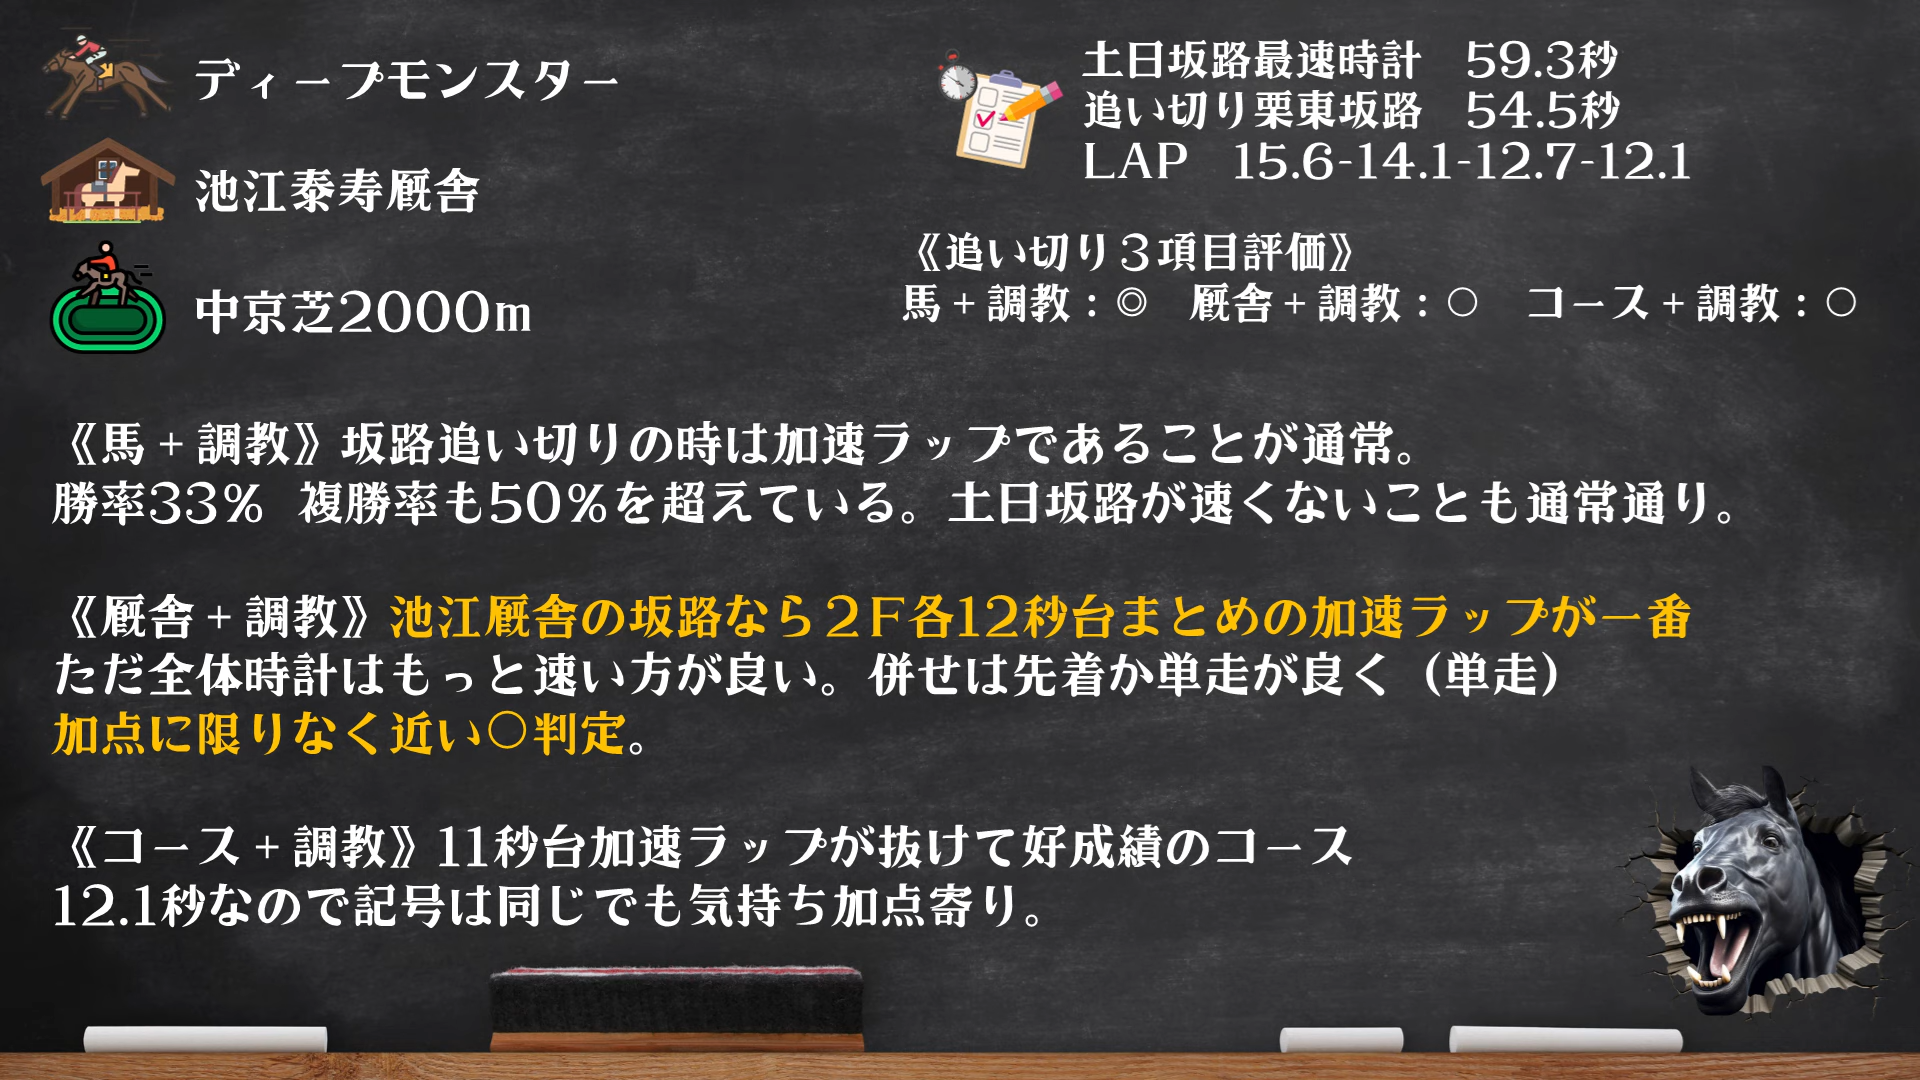 ディープモンスター
池江泰寿厩舎
中京芝2000m
土日坂路最速時計　59.3秒
追い切り栗東坂路　54.5秒
LAP　15.6-14.1-12.7-12.1
《追い切り３項目評価》
馬＋調教：◎　厩舎＋調教：○　コース＋調教：○
《馬＋調教》坂路追い切りの時は加速ラップであることが通常。
勝率33%　複勝率も50%を超えている。土日坂路が速くないことも通常通り。
《厩舎＋調教》池江厩舎の坂路なら２F各12秒台まとめの加速ラップが一番
ただ全体時計はもっと速い方が良い。併せは先着か単走が良く（単走）
加点に限りなく近い○判定。
《コース＋調教》11秒台加速ラップが抜けて好成績のコース
12.1秒なので記号は同じでも気持ち加点寄り。